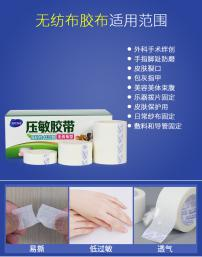 无纺布胶布适用范围
外科手术绊创
手指脚趾防磨
皮肤裂口
包灰指甲
美容美体束腹
乐器拨片固定
皮肤保护用
日常纱布固定
敷料和导管固定
压敏胶带
易撕
低过敏
透气